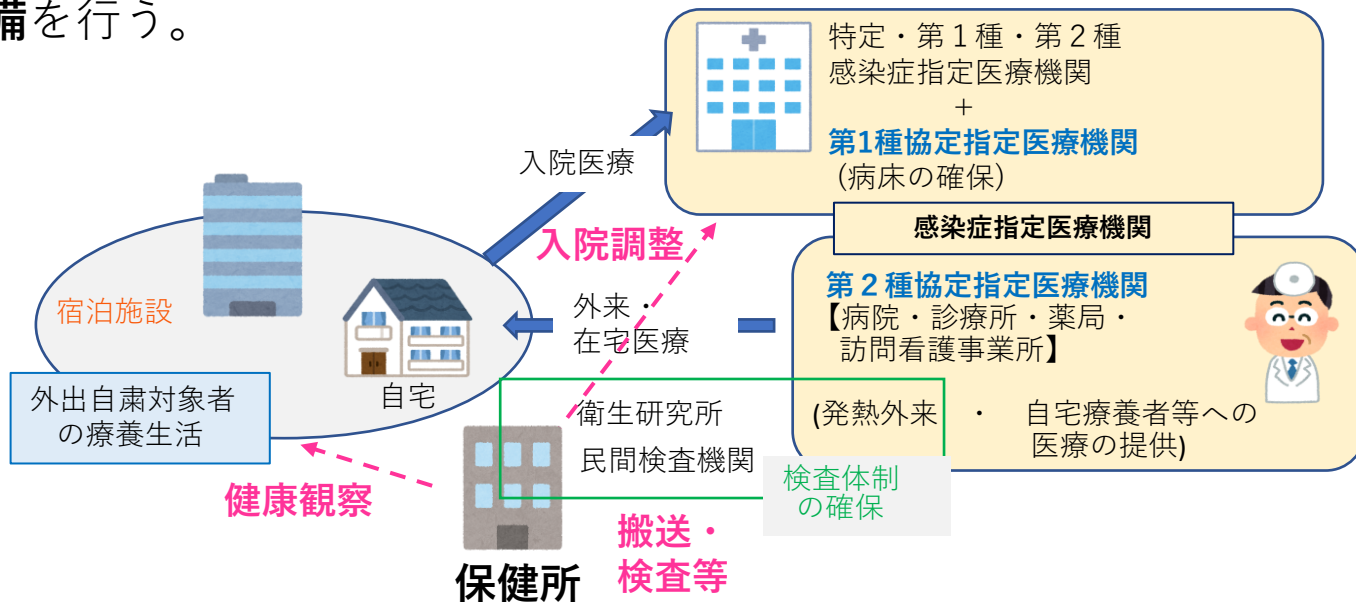 備を行う。
特定・第１種・第２種
感染症指定医療機関
+
第1種協定指定医療機関
(病床の確保)
入院医療
感染症指定医療機関
入院調整
第２種協定指定医療機関
【病院・診療所・薬局・
訪問看護事業所】
宿泊施設
外来・
在宅医療
自宅
外出自粛対象者
の療養生活
衛生研究所
民間検査機関
(発熱外来 ・ 自宅療養者等への
医療の提供)
検査体制
の確保
健康観察
搬送・
検査等
保健所